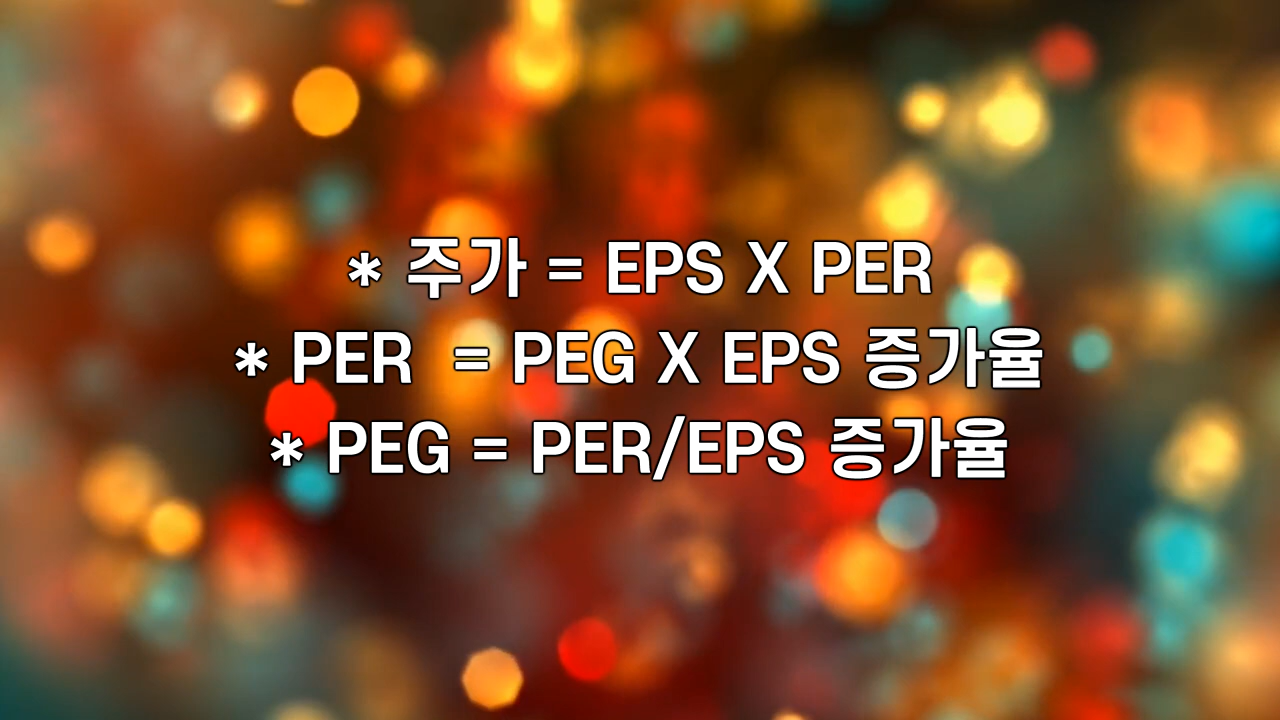 * 주가 = EPS X PER
* PER  = PEG X EPS 증가율
* PEG = PER/EPS 증가율